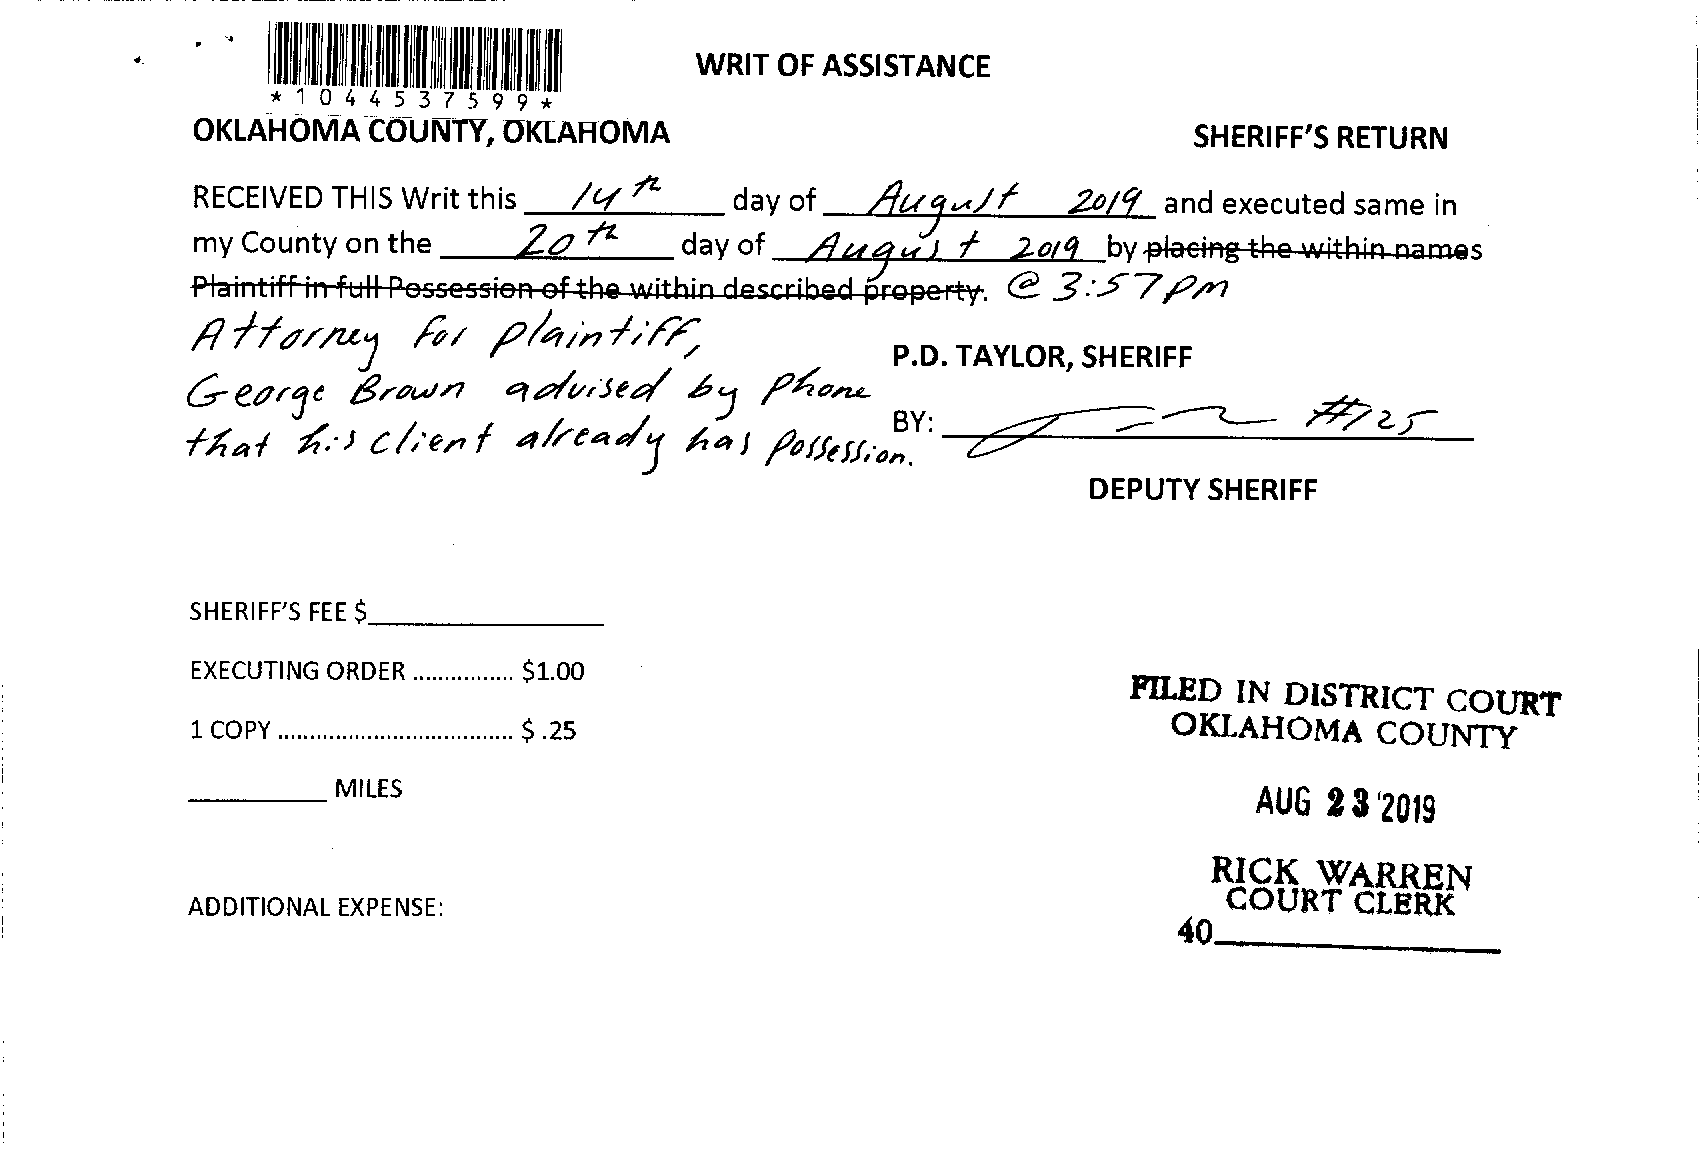 WRIT OF ASSISTANCE
*1044537599*
OKLAHOMA COUNTY, OKLAHOMA
SHERIFF'S RETURN
RECEIVED THIS Writ this 14th day of August 2019 and executed same in
my County on the 20th day of August 2019 by placing the within names
Plaintiff in full Possession of the within described property. @ 3:57pm
Attorney for plaintiff,
George Brown advised by phone
that his client already has possession.
P.D. TAYLOR, SHERIFF
BY: #125
DEPUTY SHERIFF
SHERIFF'S FEE $
EXECUTING ORDER ................ $1.00
1 COPY ..................................... $ .25
MILES
ADDITIONAL EXPENSE:
FILED IN DISTRICT COURT
OKLAHOMA COUNTY
AUG 23 '2019
RICK WARREN
COURT CLERK
40